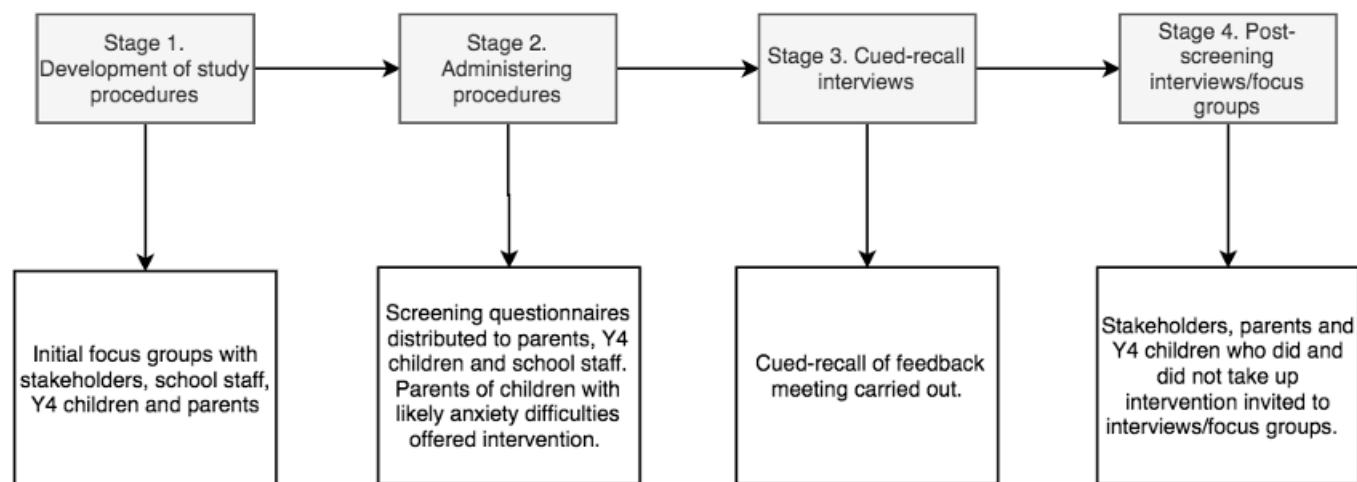 Stage 1.
Development of study
procedures
Stage 2.
Administering
procedures
Stage 3. Cued-recall
interviews
Stage 4. Post-
screening
interviews/focus
groups
Initial focus groups with
stakeholders, school staff,
Y4 children and parents
Screening questionnaires
distributed to parents, Y4
children and school staff.
Parents of children with
likely anxiety difficulties
offered intervention.
Cued-recall of feedback
meeting carried out.
Stakeholders, parents and
Y4 children who did and
did not take up
intervention invited to
interviews/focus groups.